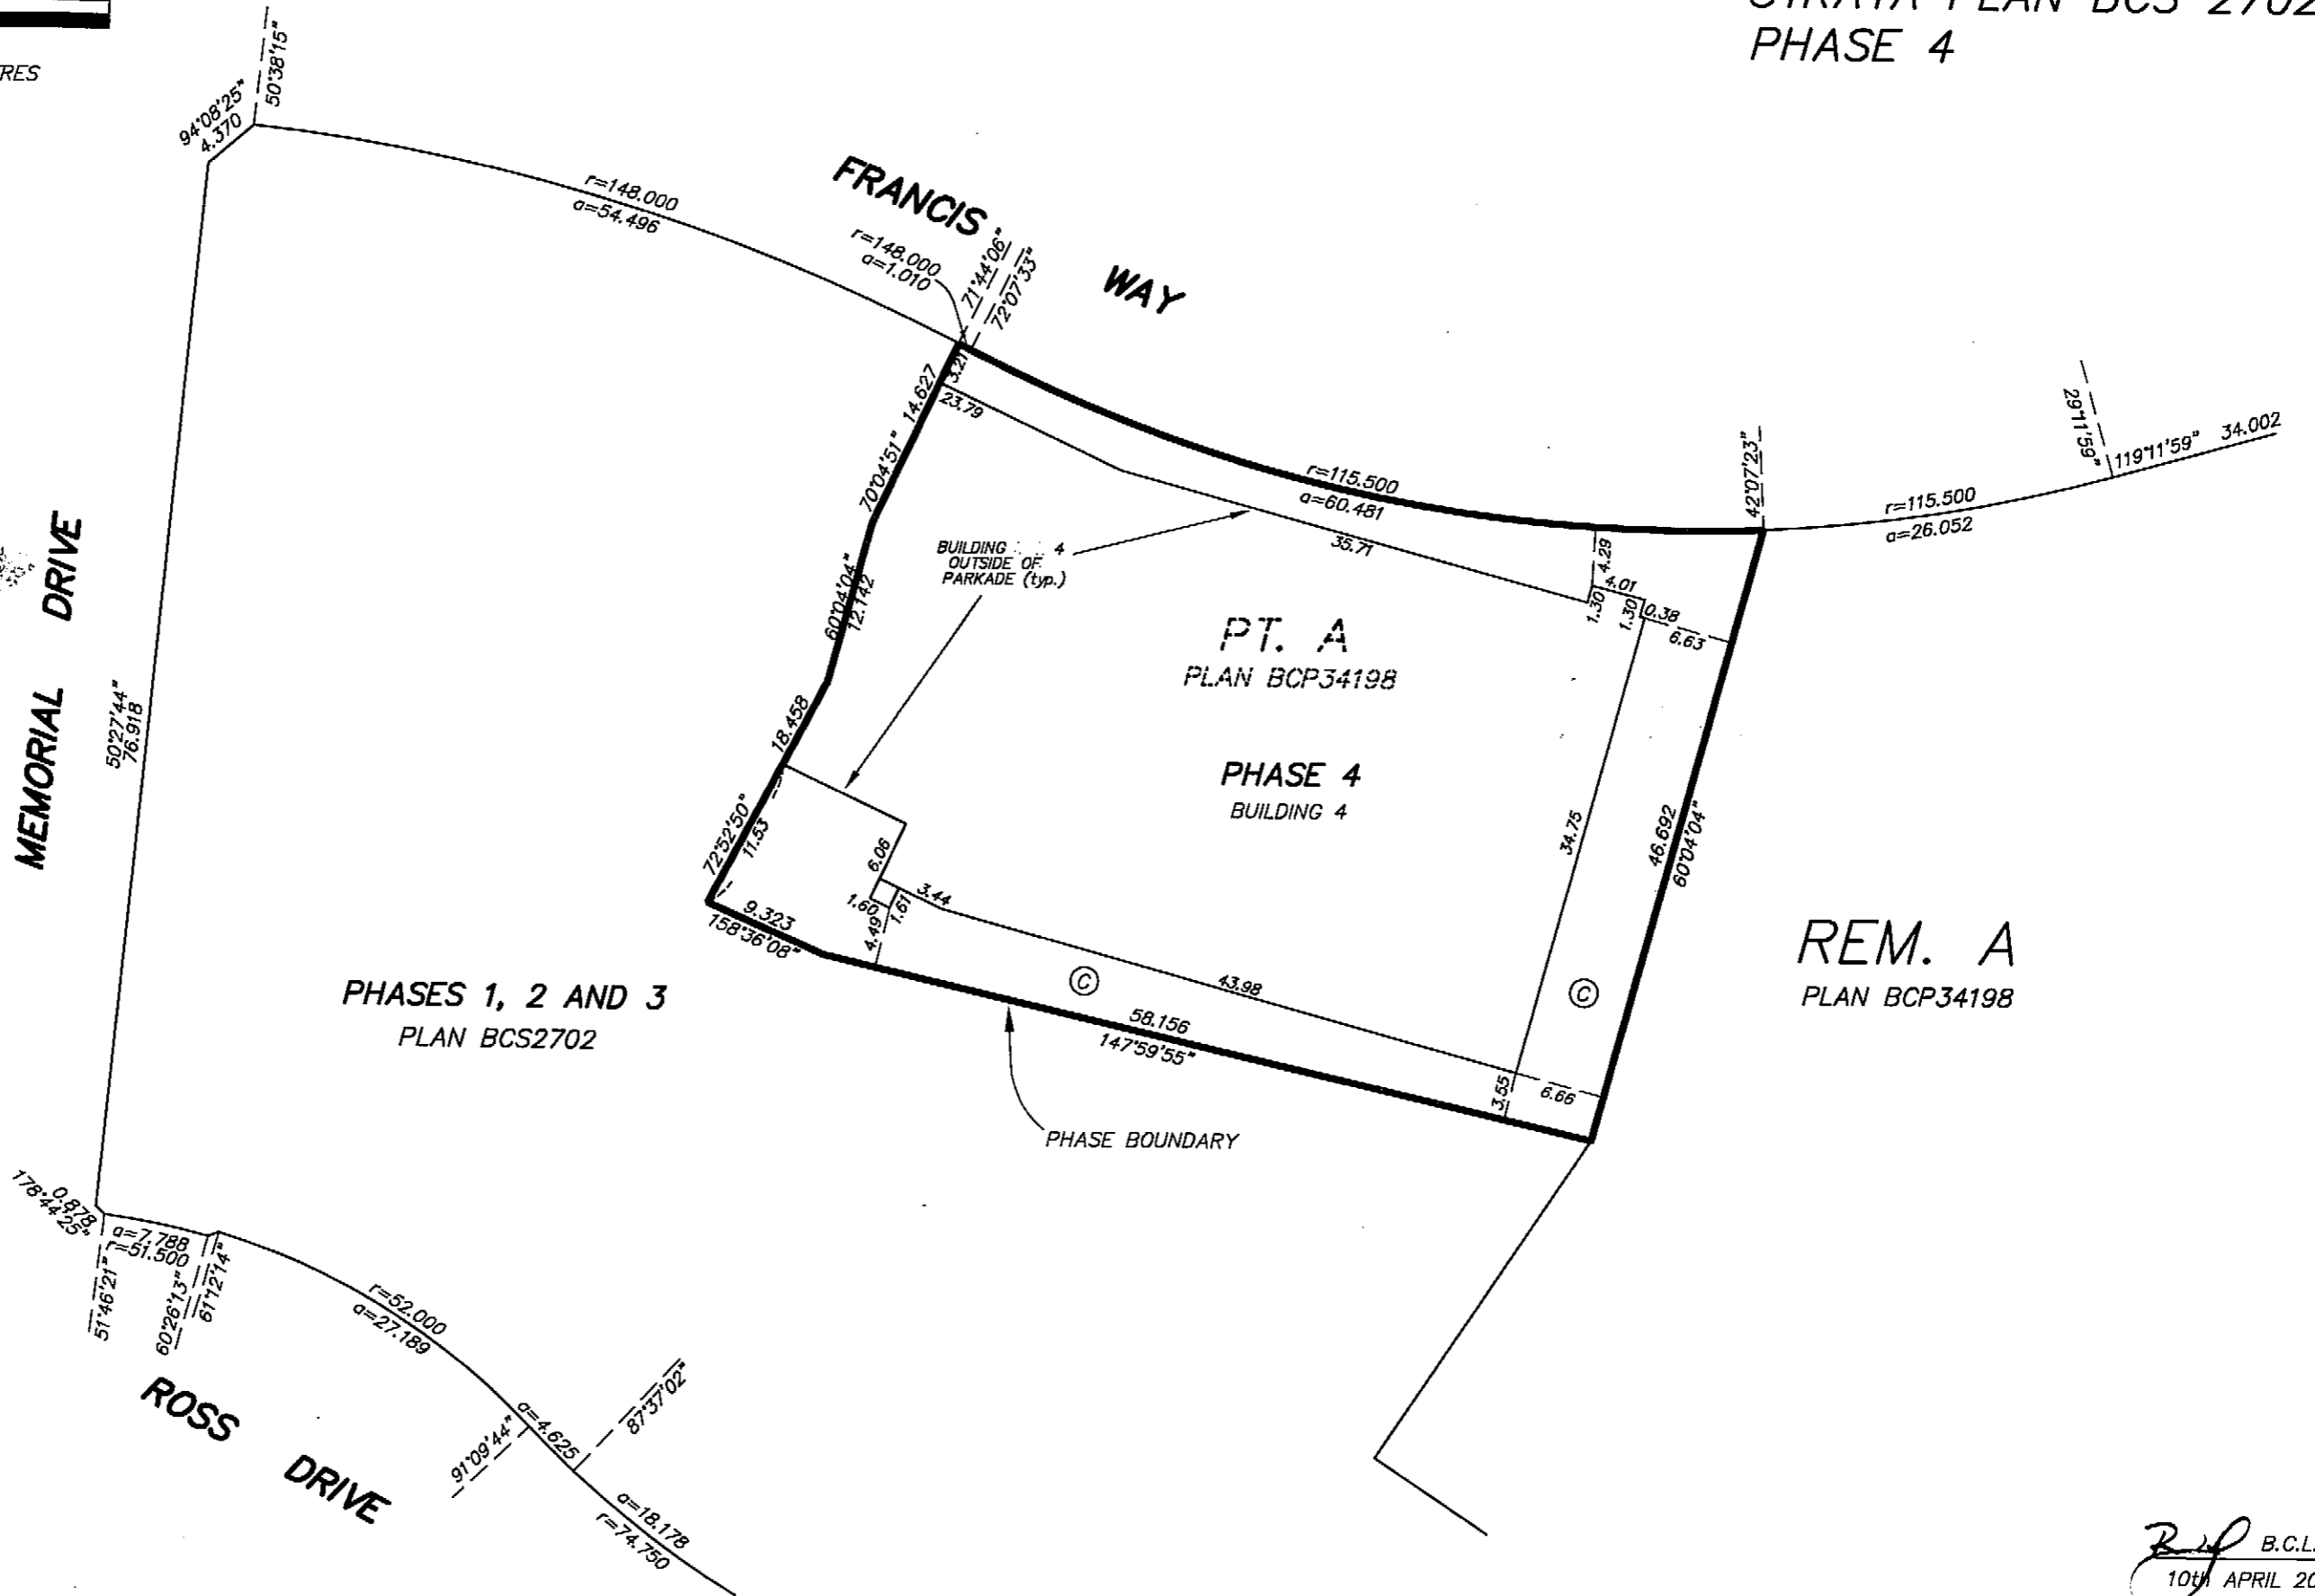 STRATA PLAN BCS 2702
PHASE 4
50°38'15"
94°08'25"
4.370
r=148.000
a=54.496
FRANCIS WAY
r=148.000
a=1.010
71°44'06"
72°07'33"
3.21
23.79
14.627
70°04'51"
r=115.500
a=60.481
42°07'23"
29°11'59"
119°11'59" 34.002
r=115.500
a=26.052
35.71
4.29
4.01
1.30
1.30
0.38
6.63
BUILDING 4
OUTSIDE OF
PARKADE (typ.)
60°04'04"
12.142
PT. A
PLAN BCP34198
MEMORIAL DRIVE
50°27'44"
76.918
18.458
PHASE 4
BUILDING 4
72°52'50"
11.53
6.06
34.75
46.692
60°04'04"
9.323
158°36'08"
1.60
1.61
3.44
4.49
REM. A
PLAN BCP34198
PHASES 1, 2 AND 3
PLAN BCS2702
C
43.98
C
58.156
147°59'55"
3.55
6.66
PHASE BOUNDARY
0.878
178°44'25"
a=7.788
r=51.500
51°46'21"
60°26'13"
61°12'14"
r=52.000
a=27.189
ROSS DRIVE
91°09'44"
a=4.625
87°37'02"
a=18.178
r=74.750
B.C.L.
10th APRIL 20